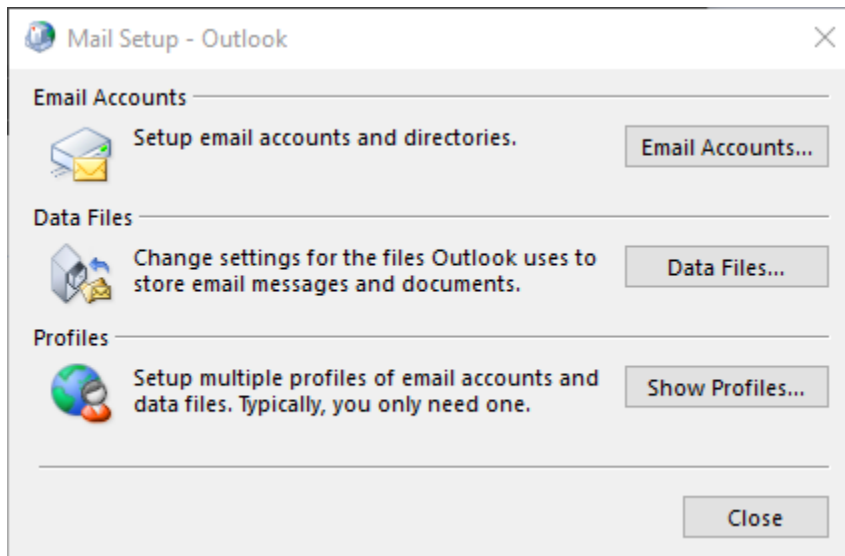 Mail Setup - Outlook
Email Accounts
Setup email accounts and directories.
Email Accounts...
Data Files
Change settings for the files Outlook uses to
store email messages and documents.
Data Files...
Profiles
Setup multiple profiles of email accounts and
data files. Typically, you only need one.
Show Profiles...
Close